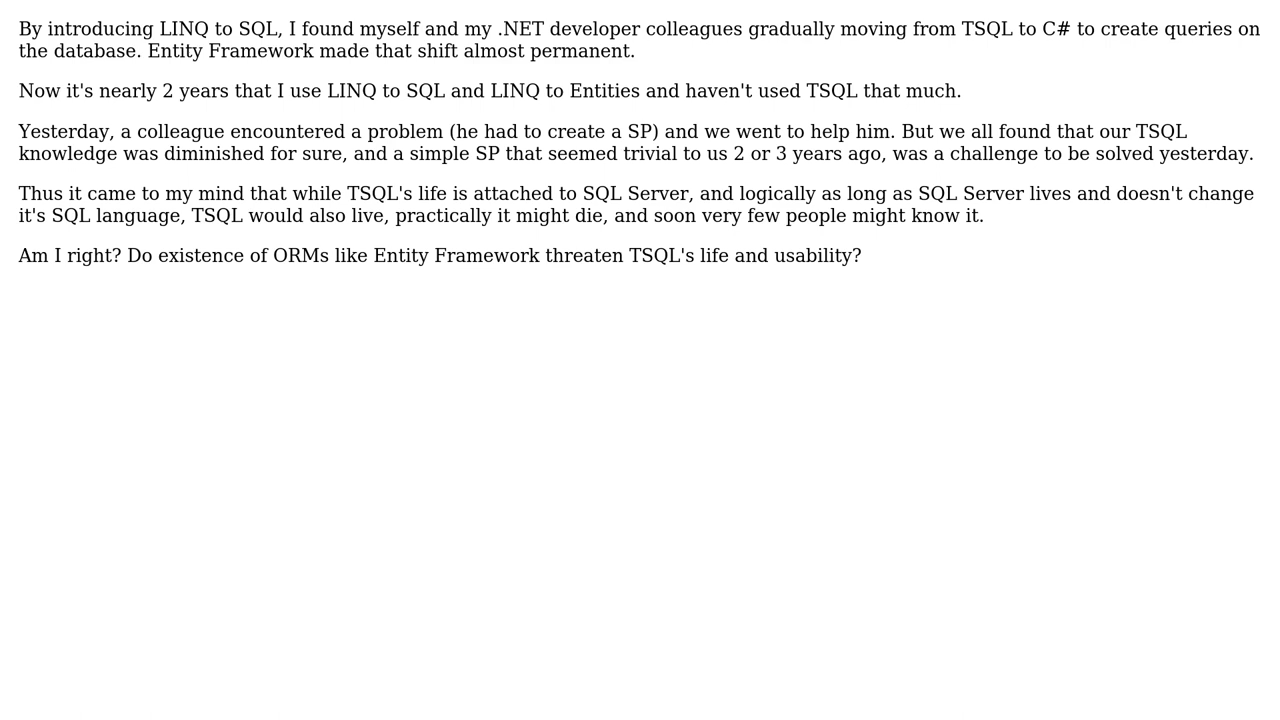 By introducing LINQ to SQL, I found myself and my .NET developer colleagues gradually moving from TSQL to C# to create queries on
the database. Entity Framework made that shift almost permanent.
Now it's nearly 2 years that I use LINQ to SQL and LINQ to Entities and haven't used TSQL that much.
Yesterday, a colleague encountered a problem (he had to create a SP) and we went to help him. But we all found that our TSQL
knowledge was diminished for sure, and a simple SP that seemed trivial to us 2 or 3 years ago, was a challenge to be solved yesterday.
Thus it came to my mind that while TSQL's life is attached to SQL Server, and logically as long as SQL Server lives and doesn't change
it's SQL language, TSQL would also live, practically it might die, and soon very few people might know it.
Am I right? Do existence of ORMs like Entity Framework threaten TSQL's life and usability?